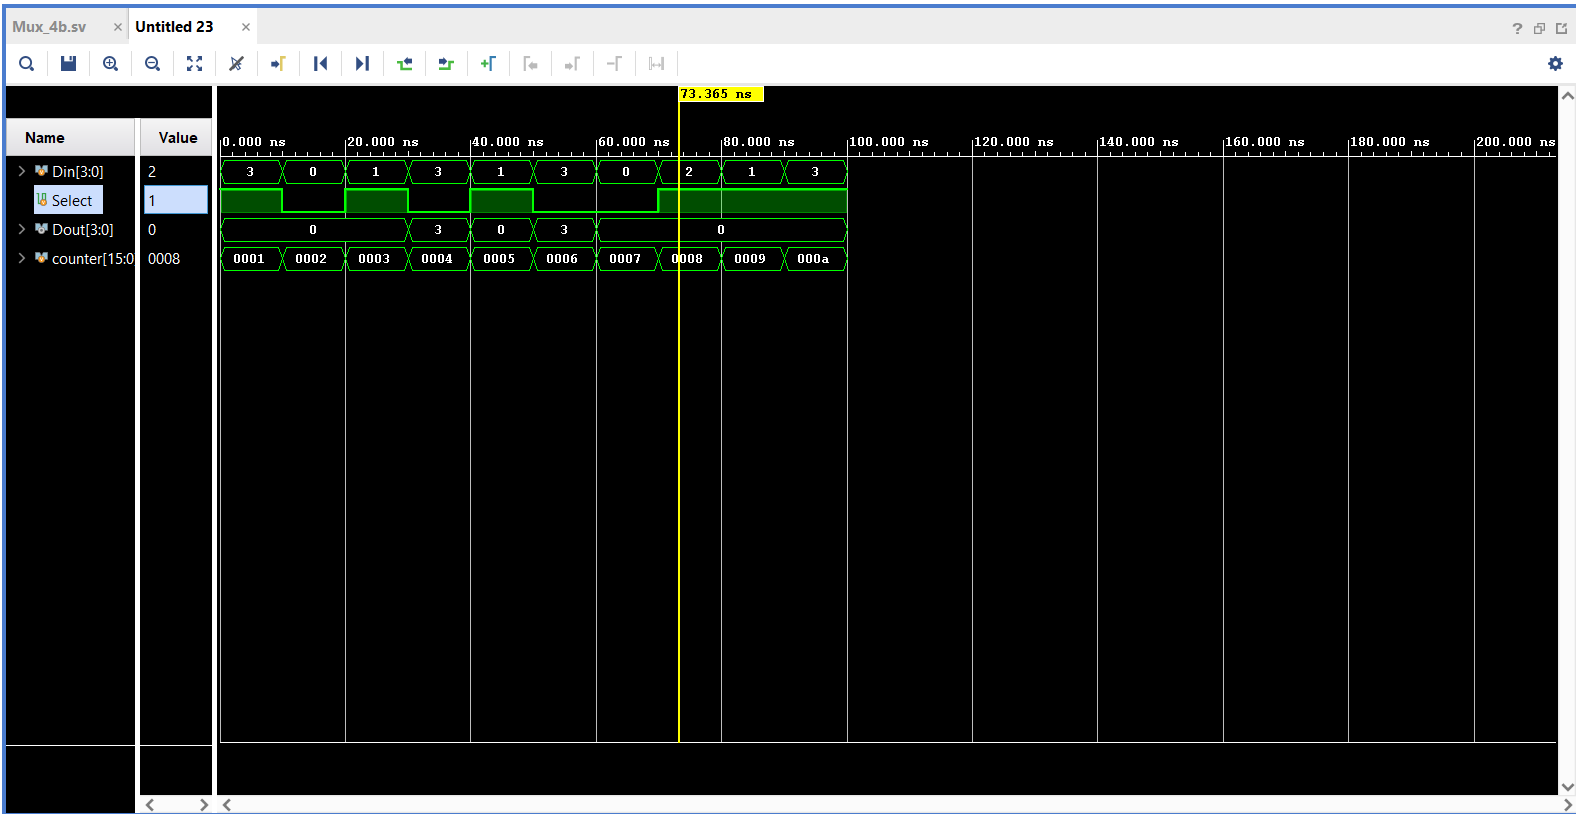 Mux_4b.sv × Untitled 23 ×
?
73.365 ns
Name Value
0.000 ns 20.000 ns 40.000 ns 60.000 ns 80.000 ns 100.000 ns 120.000 ns 140.000 ns 160.000 ns 180.000 ns 200.000 ns
Din[3:0] 2 3 0 1 3 1 3 0 2 1 3
Select 1
Dout[3:0] 0 0 3 0 3 0
counter[15:0 0008 0001 0002 0003 0004 0005 0006 0007 0008 0009 000a